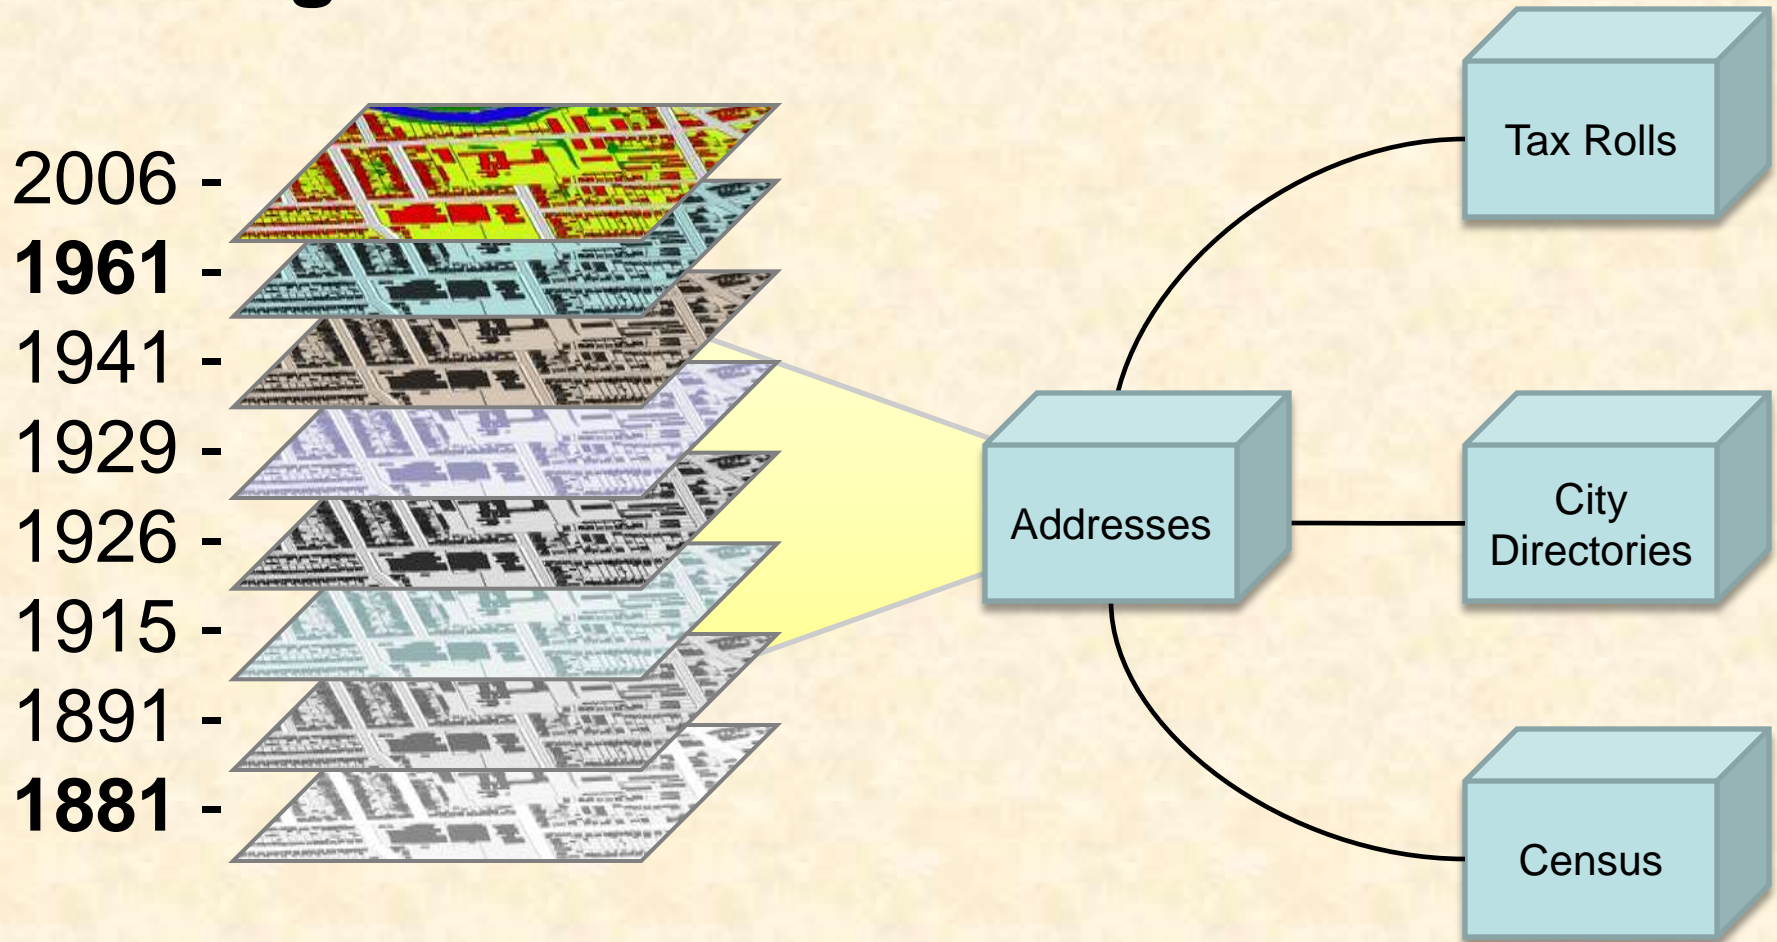 2006 -
1961 -
1941 -
1929 -
1926 -
1915 -
1891 -
1881 -
Addresses
Tax Rolls
City
Directories
Census